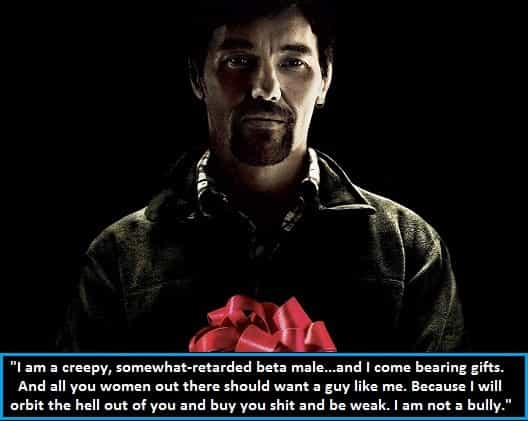 "I am a creepy, somewhat-retarded beta male...and I come bearing gifts.
And all you women out there should want a guy like me. Because I will
orbit the hell out of you and buy you shit and be weak. I am not a bully."